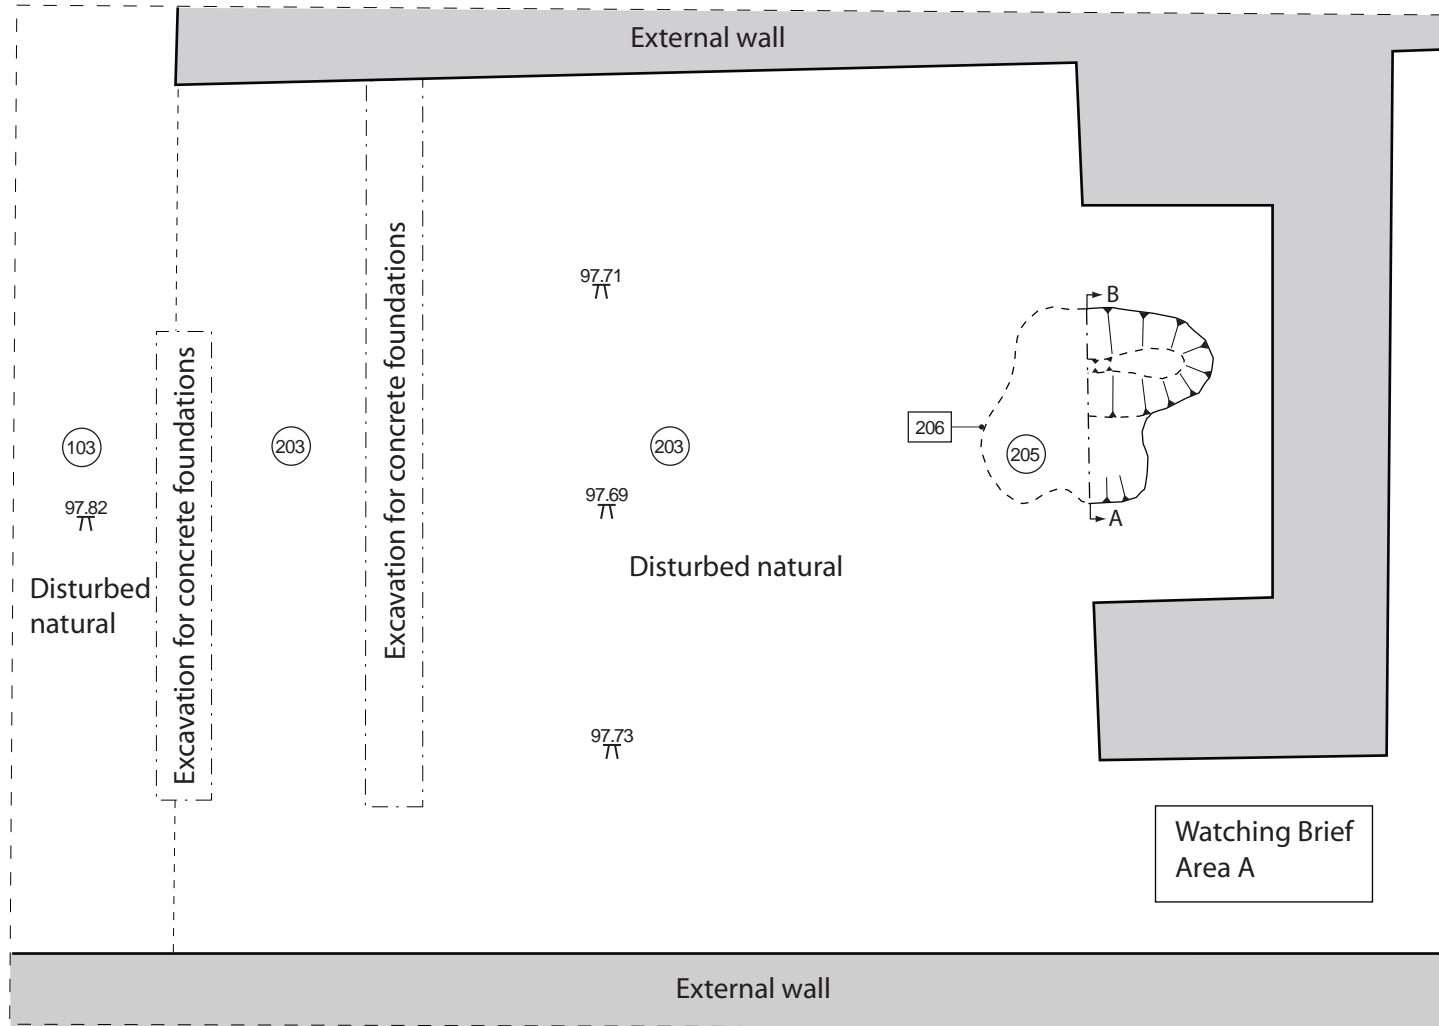 External wall
97.71
B
Excavation for concrete foundations
Excavation for concrete foundations
103
203
203
206
205
97.82
97.69
A
Disturbed natural
Disturbed
natural
97.73
Watching Brief
Area A
External wall